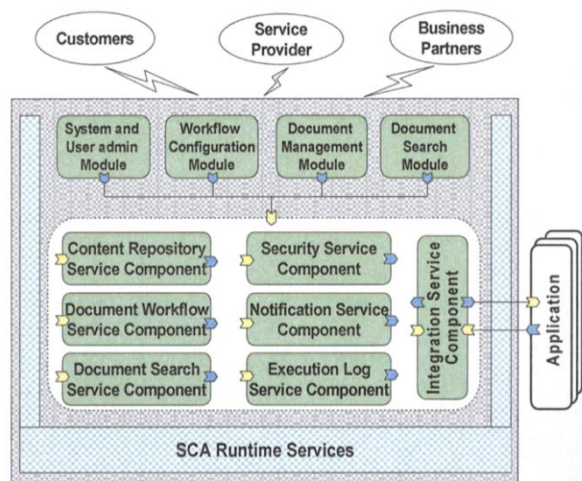 Customers
Service
Provider
Business
Partners
System and
User admin
Module
Workflow
Configuration
Module
Document
Management
Module
Document
Search
Module
Content Repository
Service Component
Security Service
Component
Document Workflow
Service Component
Notification Service
Component
Document Search
Service Component
Execution Log
Service Component
Integration Service
Component
Application
SCA Runtime Services